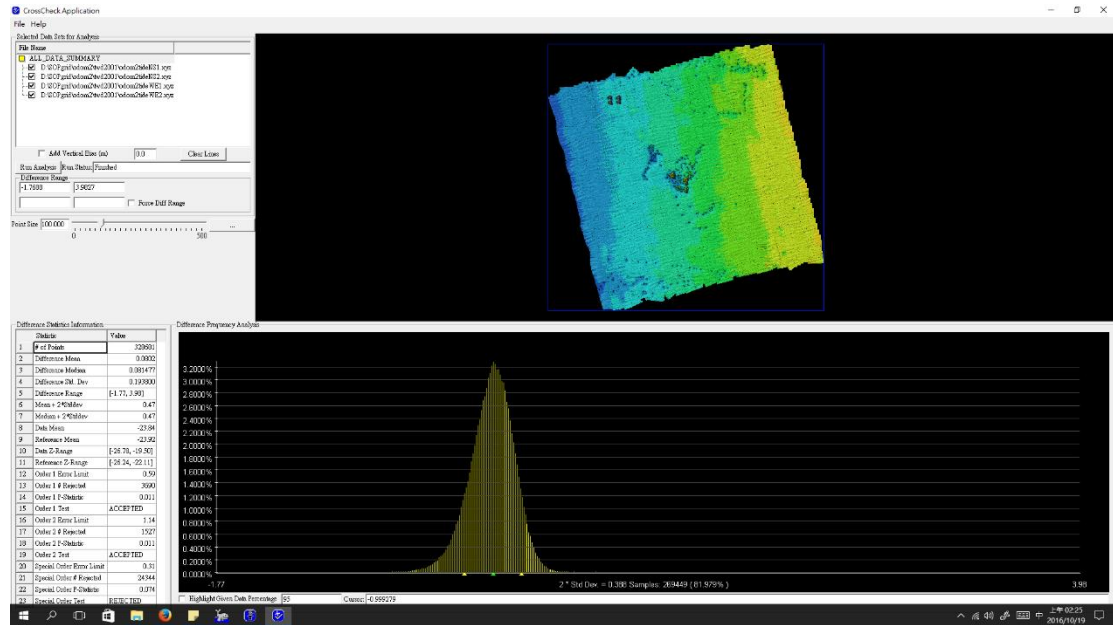 CrossCheck Application
File Help
Selected Data Sets for Analysis
File Name
ALL_DATA_SUMMARY
Add Vertical Bias (m) 0.0 Clear Lines
Run Analysis Run Status: Finished
Difference Range
-1.7688 3.9827
Force Diff Range
Point Size 100.000 ...
0 500
Difference Statistics Information
Statistic Value
1 # of Points 328681
2 Difference Mean 0.0802
3 Difference Median 0.081477
4 Difference Std. Dev 0.193800
5 Difference Range [-1.77, 3.98]
6 Mean + 2*Stddev 0.47
7 Median + 2*Stddev 0.47
8 Data Mean -23.84
9 Reference Mean -23.92
10 Data Z-Range [-26.78, -19.50]
11 Reference Z-Range [-26.24, -22.11]
12 Order 1 Error Limit 0.59
13 Order 1 # Rejected 3690
14 Order 1 P-Statistic 0.011
15 Order 1 Test ACCEPTED
16 Order 2 Error Limit 1.14
17 Order 2 # Rejected 1527
18 Order 2 P-Statistic
19 Order 2 Test ACCEPTED
20 Special Order Error Limit 0.31
21 Special Order # Rejected 24344
22 Special Order P-Statistic 0.074
23 Special Order Test REJECTED
Difference Frequency Analysis
3.2000%
3.0000%
2.8000%
2.6000%
2.4000%
2.2000%
2.0000%
1.8000%
1.6000%
1.4000%
1.2000%
1.0000%
0.8000%
0.6000%
0.4000%
0.2000%
0.0000%
-1.77 2 * Std Dev. = 0.388 Samples: 269449 ( 81.979% ) 3.98
Highlight Given Data Percentage 95 Cursor: -0.999279
中 上午 02:25
2016/10/19